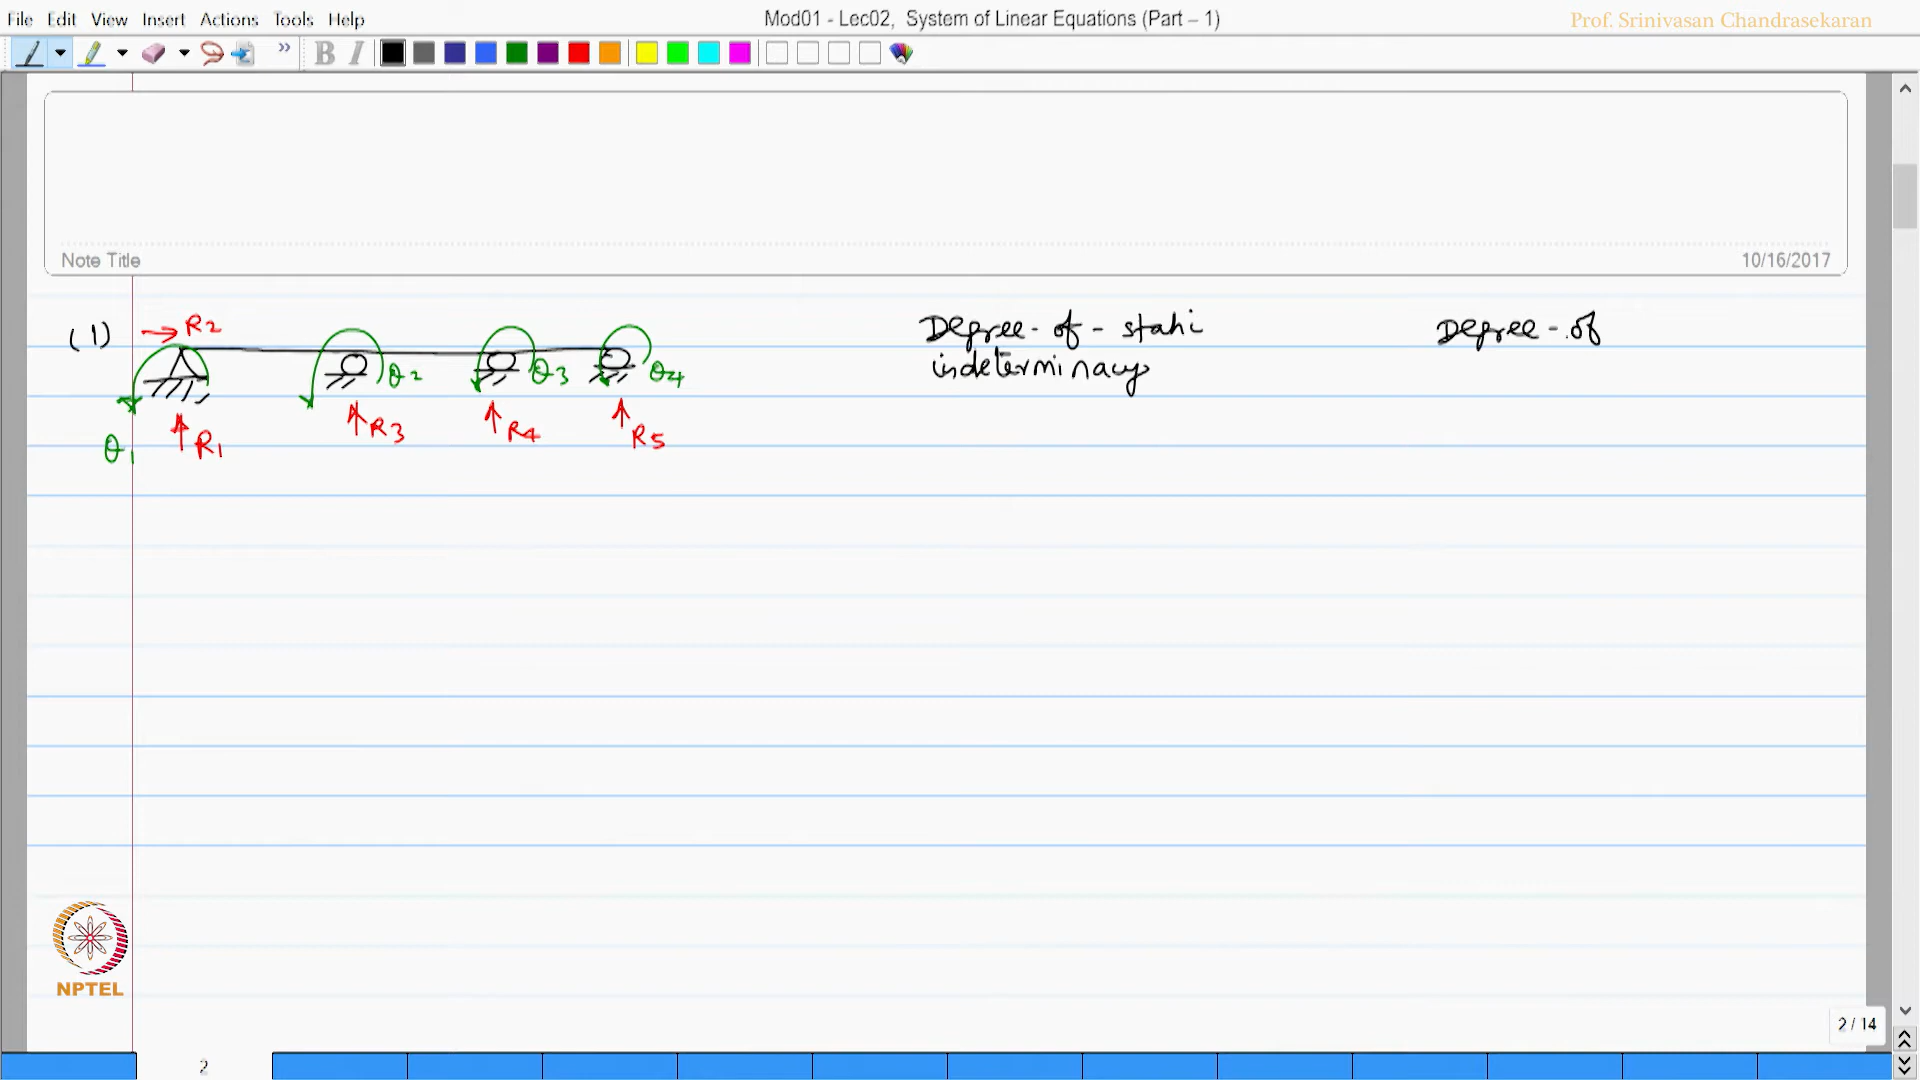 File Edit View Insert Actions Tools Help
Mod01 - Lec02, System of Linear Equations (Part – 1)
Prof. Srinivasan Chandrasekaran
B I
Note Title
10/16/2017
(1) R2
Degree - of - stati
Degree - of
indeterminacy
θ2 θ3 θ4
θ1 R1 R3 R4 R5
NPTEL
2 / 14
2